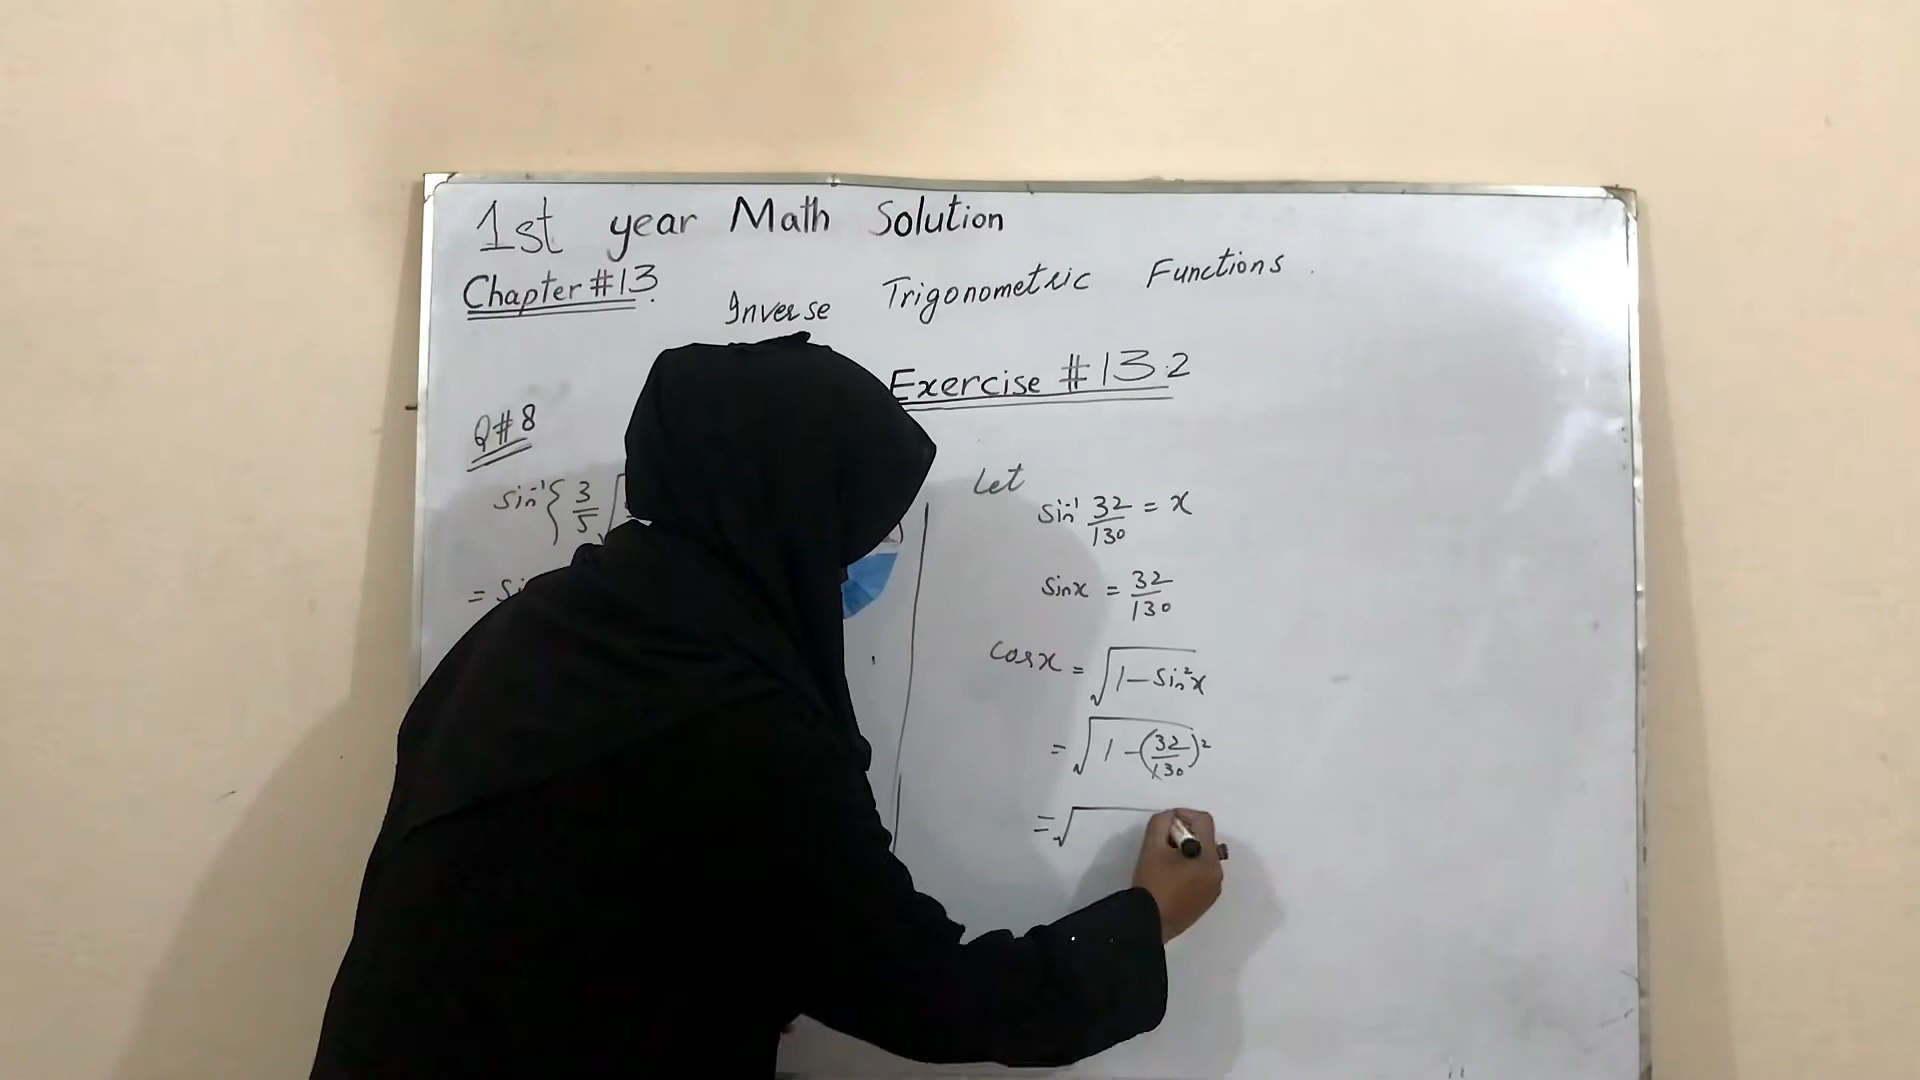 1st year Math Solution
Chapter #13
Inverse Trigonometric Functions
Exercise #13.2
Q#8
sin⁻¹{ 3/5 √
= Si
Let
Sin⁻¹ 32/130 = x
Sinx = 32/130
Cosx = √(1 - Sin²x)
= √(1 - (32/130)²)
= √